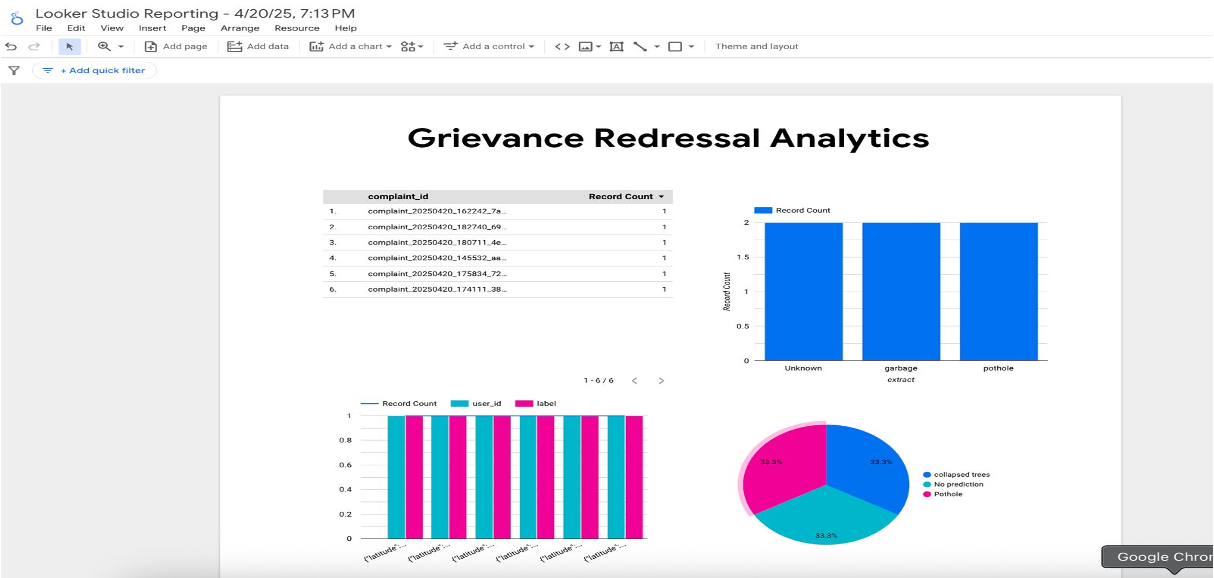 Looker Studio Reporting - 4/20/25, 7:13 PM
File Edit View Insert Page Arrange Resource Help
Add page Add data Add a chart Add a control Theme and layout
+ Add quick filter
Grievance Redressal Analytics
complaint_id Record Count
1. complaint_20250420_162242_7a... 1
2. complaint_20250420_182740_69... 1
3. complaint_20250420_180711_4e... 1
4. complaint_20250420_145532_aa... 1
5. complaint_20250420_175834_72... 1
6. complaint_20250420_174111_38... 1
1 - 6 / 6
Record Count
2
1.5
1
0.5
0
Record Count
Unknown garbage pothole
extract
Record Count user_id label
1
0.8
0.6
0.4
0.2
0
{"latitude":... {"latitude":... {"latitude":... {"latitude":... {"latitude":... {"latitude":...
33.3% 33.3%
33.3%
collapsed trees
No prediction
Pothole
Google Chror